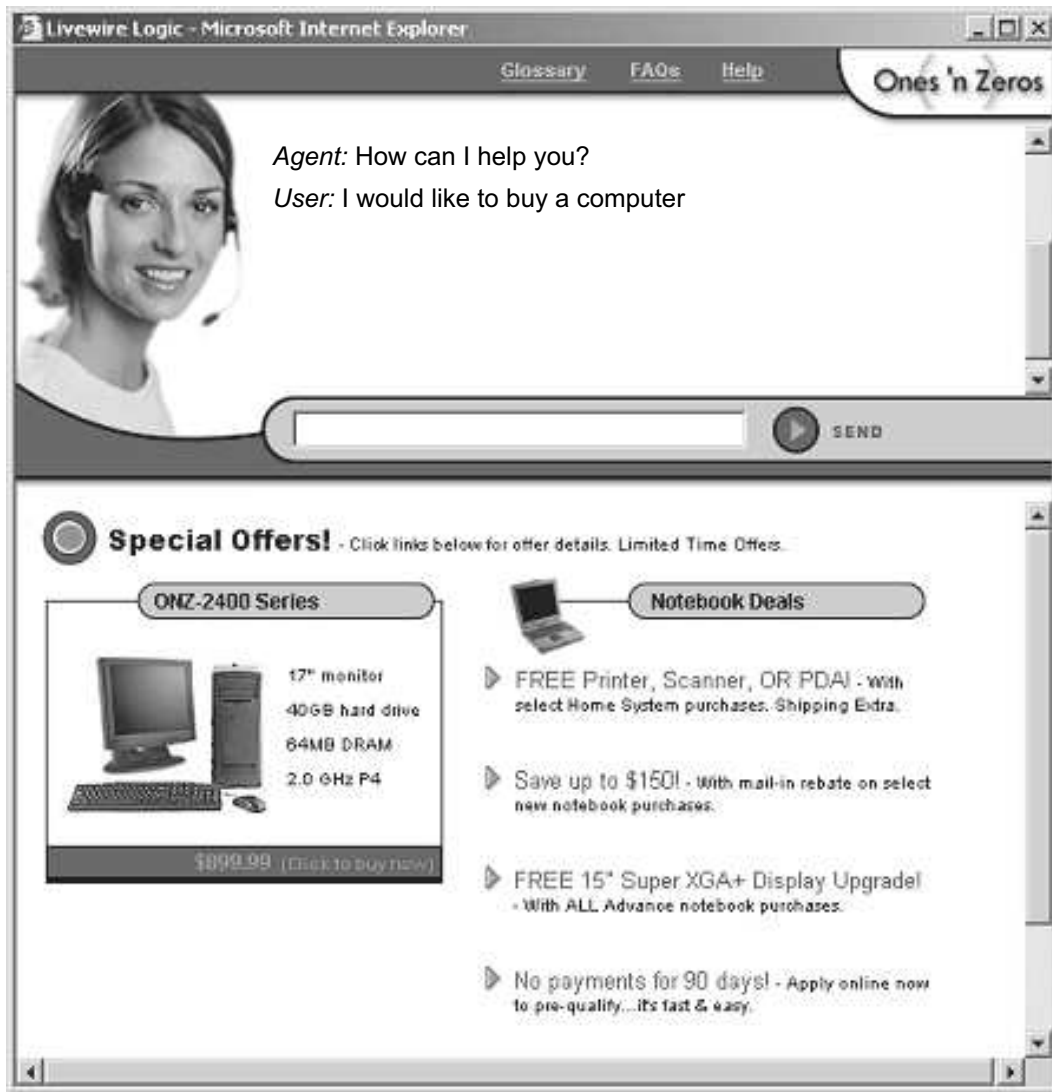 Livewire Logic - Microsoft Internet Explorer
Glossary FAQs Help
Ones 'n Zeros
Agent: How can I help you?
User: I would like to buy a computer
SEND
Special Offers! - Click links below for offer details. Limited Time Offers.
ONZ-2400 Series
17" monitor
40GB hard drive
64MB DRAM
2.0 GHz P4
$899.99 (Click to buy now)
Notebook Deals
FREE Printer, Scanner, OR PDA! - With
select Home System purchases. Shipping Extra.
Save up to $150! - With mail-in rebate on select
new notebook purchases.
FREE 15" Super XGA+ Display Upgrade!
- With ALL Advance notebook purchases.
No payments for 90 days! - Apply online now
to pre-qualify...it's fast & easy.